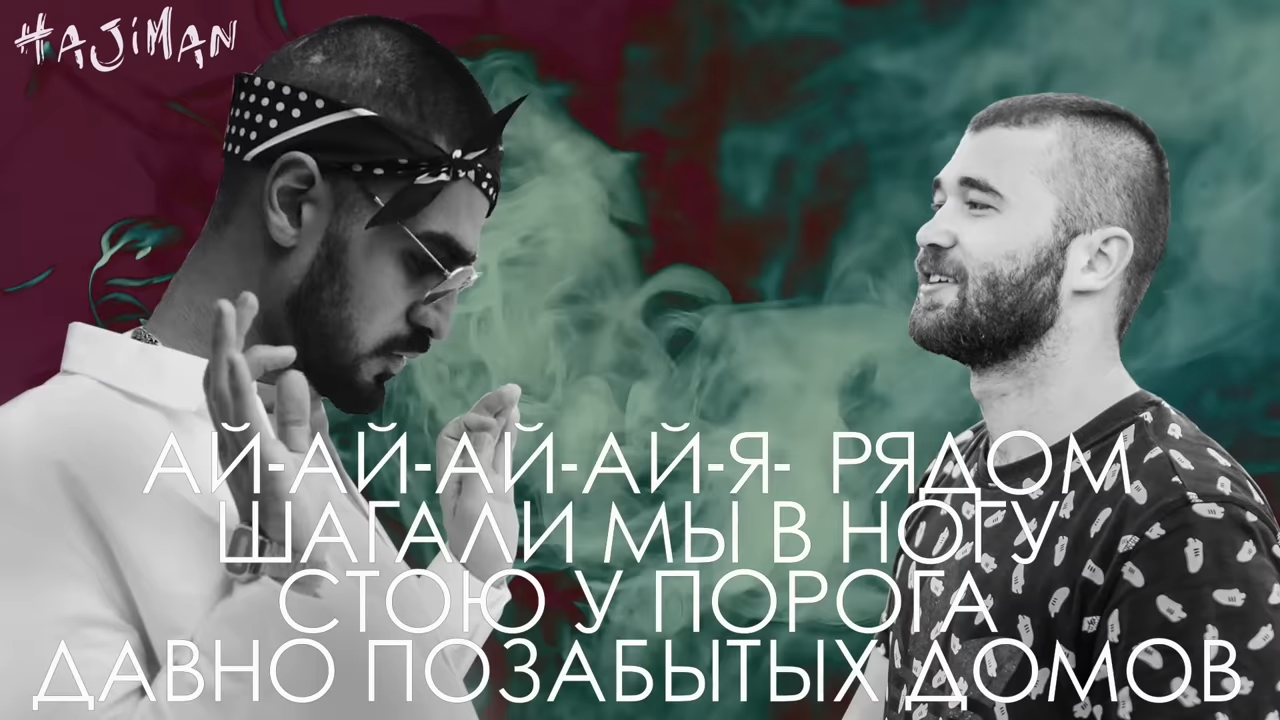 HAJIMAN
АЙ-АЙ-АЙ-АЙ-Я- РЯДОМ
ШАГАЛИ МЫ В НОГУ
СТОЮ У ПОРОГА
ДАВНО ПОЗАБЫТЫХ ДОМОВ